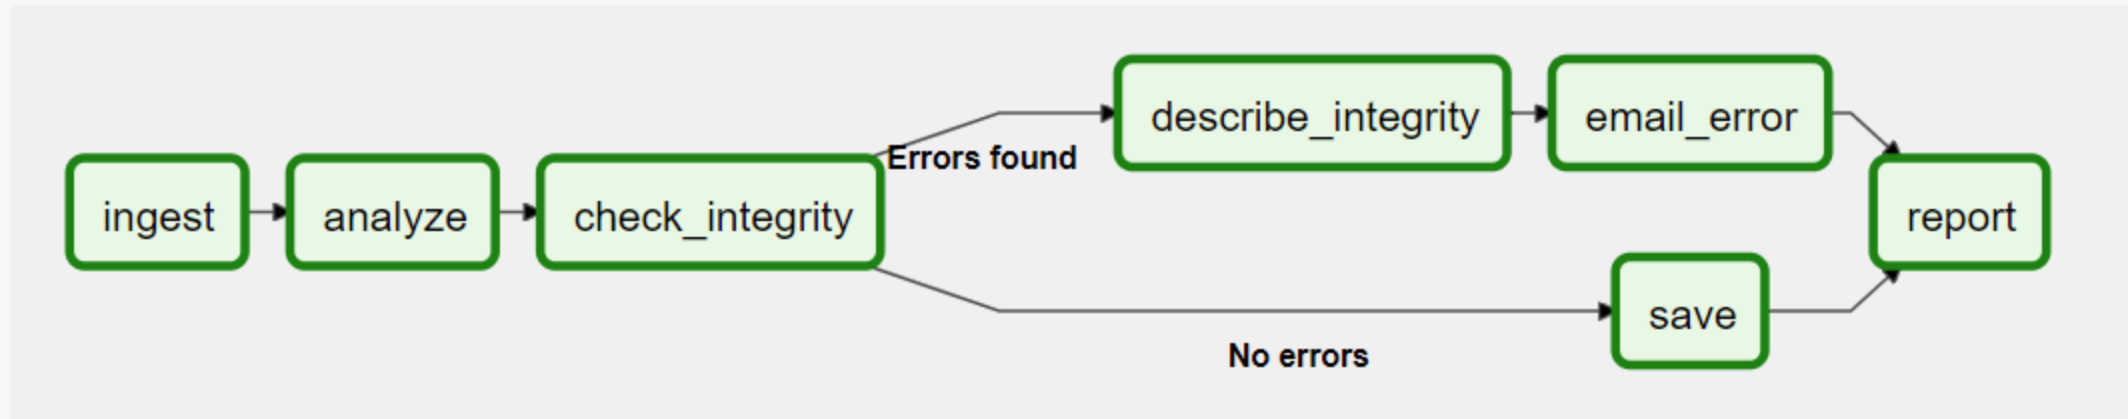 ingest
analyze
check_integrity
Errors found
describe_integrity
email_error
No errors
save
report